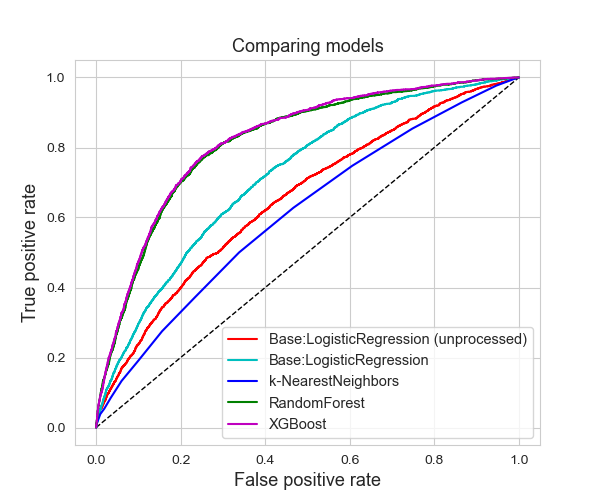 Comparing models
True positive rate
1.0
0.8
0.6
0.4
0.2
0.0
Base:LogisticRegression (unprocessed)
Base:LogisticRegression
k-NearestNeighbors
RandomForest
XGBoost
0.0 0.2 0.4 0.6 0.8 1.0
False positive rate